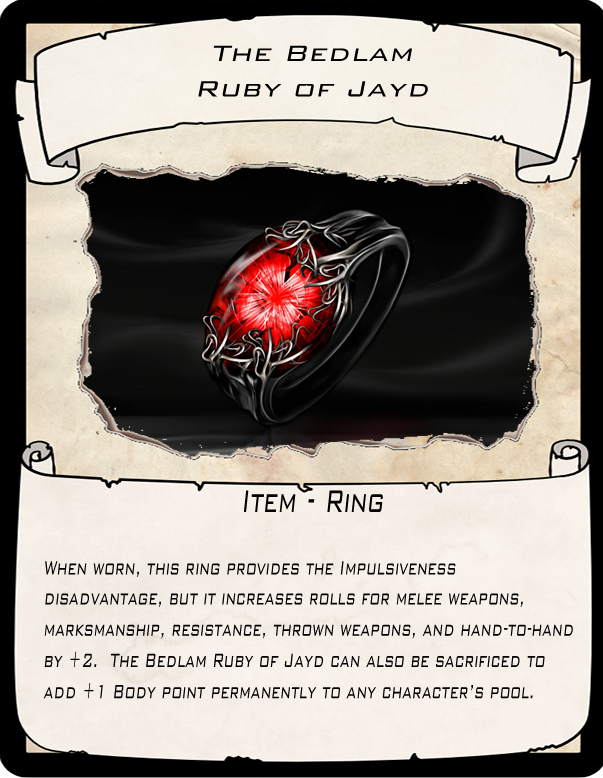 The Bedlam
Ruby of Jayd
Item - Ring
When worn, this ring provides the Impulsiveness
disadvantage, but it increases rolls for melee weapons,
marksmanship, resistance, thrown weapons, and hand-to-hand
by +2. The Bedlam Ruby of Jayd can also be sacrificed to
add +1 Body point permanently to any character's pool.